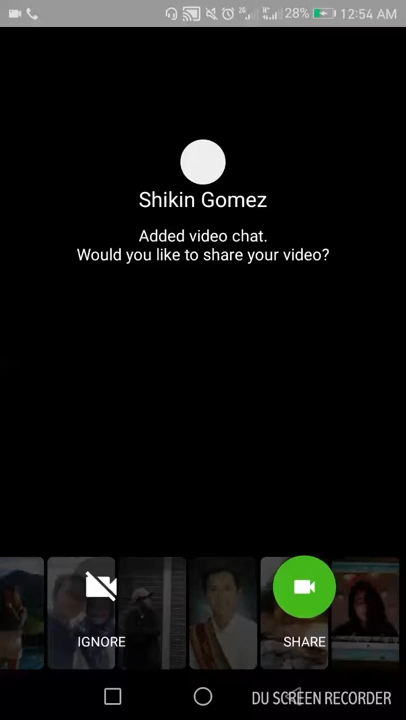 28% 12:54 AM
Shikin Gomez
Added video chat.
Would you like to share your video?
IGNORE
SHARE
DU SCREEN RECORDER